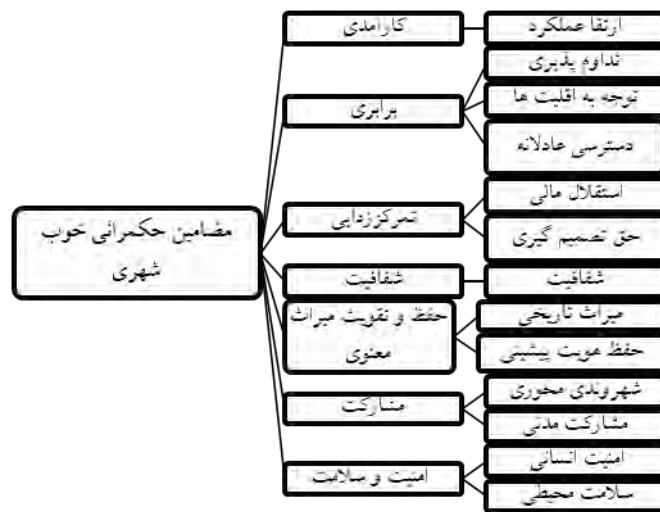 مضامین حکمرانی خوب
شهری
کارامدی
ارتقا عملکرد
برابری
تداوم پذیری
توجه به اقلیت ها
دسترسی عادلانه
تمرکززدایی
استقلال مالی
حق تصمیم گیری
شفافیت
شفافیت
حفظ و تقویت میراث
معنوی
میراث تاریخی
حفظ هویت پیشینی
مشارکت
شهروندی محوری
مشارکت مدنی
امنیت و سلامت
امنیت انسانی
سلامت محیطی